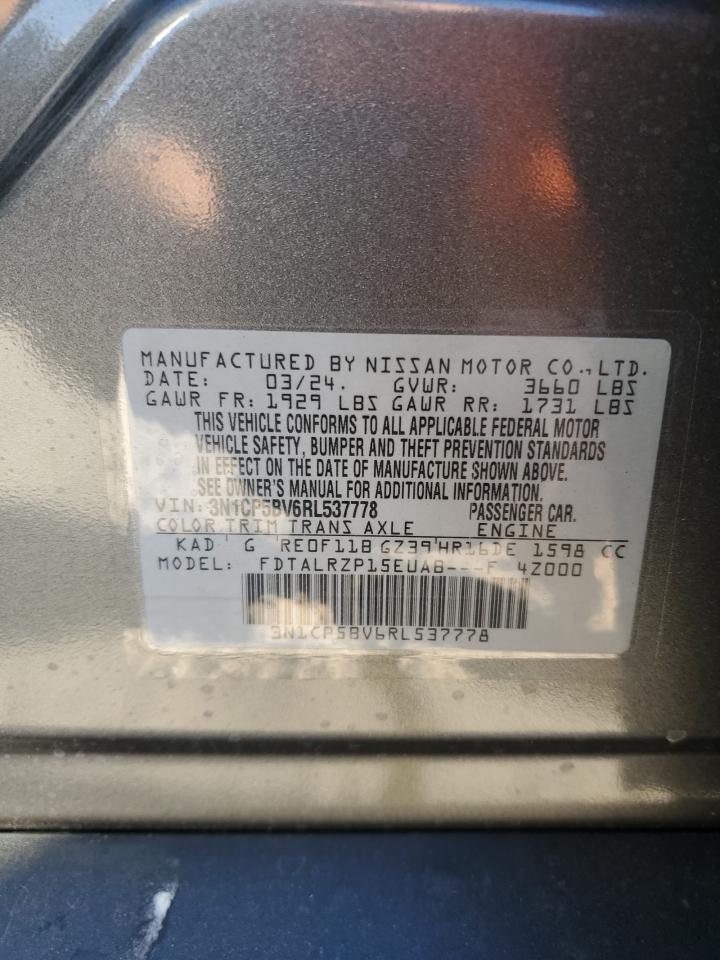 MANUFACTURED BY NISSAN MOTOR CO., LTD.
DATE: 03/24. GVWR: 3660 LBS
GAWR FR: 1929 LBS GAWR RR: 1731 LBS
THIS VEHICLE CONFORMS TO ALL APPLICABLE FEDERAL MOTOR
VEHICLE SAFETY, BUMPER AND THEFT PREVENTION STANDARDS
IN EFFECT ON THE DATE OF MANUFACTURE SHOWN ABOVE.
SEE OWNER'S MANUAL FOR ADDITIONAL INFORMATION.
VIN: 3N1CP5BV6RL537778 PASSENGER CAR.
COLOR TRIM TRANS AXLE ENGINE
KAD G RE0F11B GZ39 HR16DE 1598 CC
MODEL: FDTALRZP15EUAB---F 4Z000
3N1CP5BV6RL537778